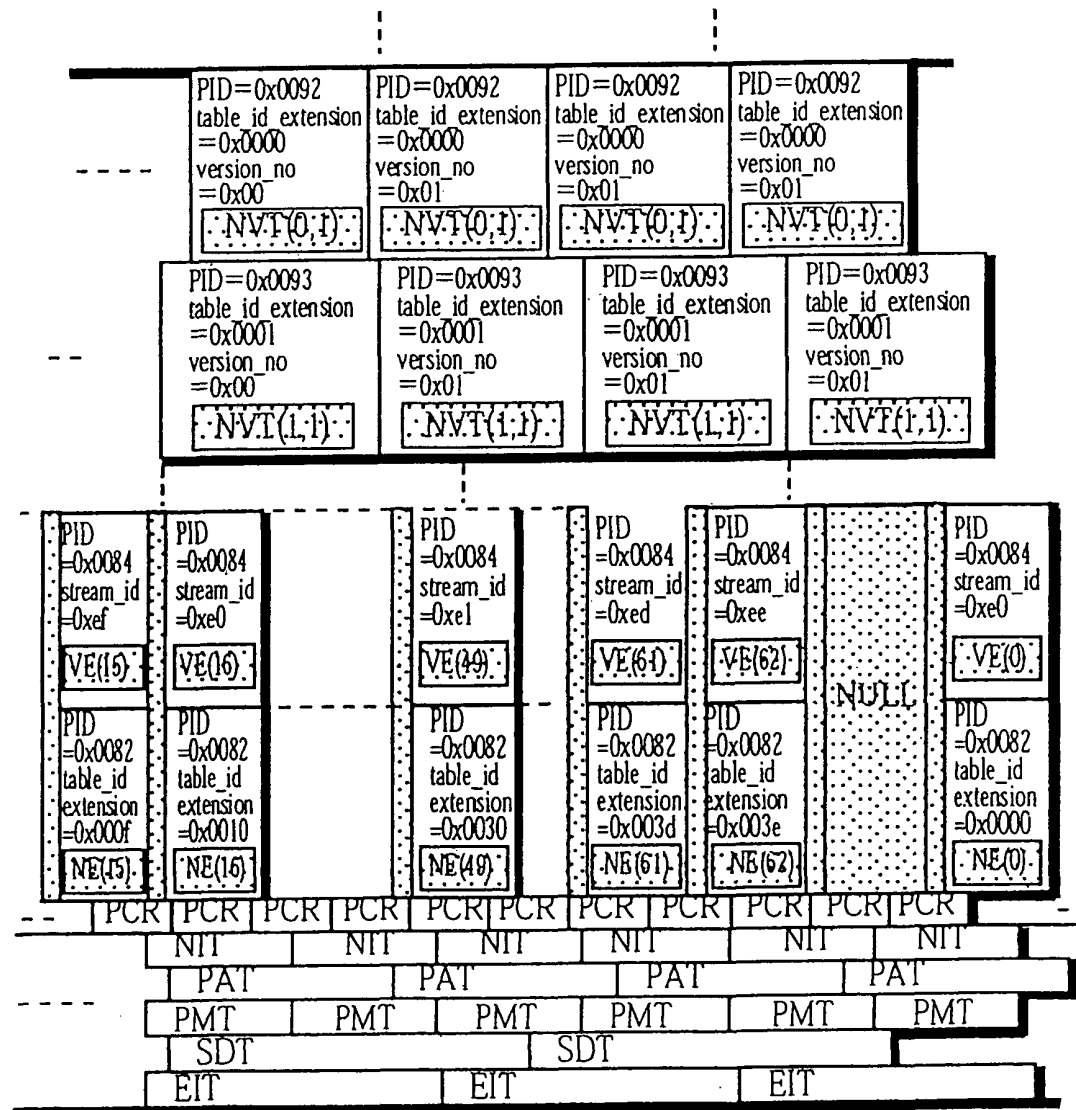 PID=0x0092
table_id_extension
=0x0000
version_no
=0x00
NVT(0,1)
PID=0x0092
table_id_extension
=0x0000
version_no
=0x01
NVT(0,1)
PID=0x0092
table_id_extension
=0x0000
version_no
=0x01
NVT(0,1)
PID=0x0092
table_id_extension
=0x0000
version_no
=0x01
NVT(0,1)
PID=0x0093
table_id_extension
=0x0001
version_no
=0x00
NVT(1,1)
PID=0x0093
table_id_extension
=0x0001
version_no
=0x01
NVT(1,1)
PID=0x0093
table_id_extension
=0x0001
version_no
=0x01
NVT(1,1)
PID=0x0093
table_id_extension
=0x0001
version_no
=0x01
NVT(1,1)
PID
=0x0084
stream_id
=0xef
VE(15)
PID
=0x0084
stream_id
=0xe0
VE(16)
PID
=0x0084
stream_id
=0xe1
VE(49)
PID
=0x0084
stream_id
=0xed
VE(61)
PID
=0x0084
stream_id
=0xee
VE(62)
NULL
PID
=0x0084
stream_id
=0xe0
VE(0)
PID
=0x0082
table_id
extension
=0x000f
NE(15)
PID
=0x0082
table_id
extension
=0x0010
NE(16)
PID
=0x0082
table_id
extension
=0x0030
NE(49)
PID
=0x0082
table_id
extension
=0x003d
NE(61)
PID
=0x0082
able_id
extension
=0x003e
NE(62)
PID
=0x0082
table_id
extension
=0x0000
NE(0)
PCR PCR PCR PCR PCR PCR PCR PCR PCR PCR PCR
NIT NIT NIT NIT NIT NIT
PAT PAT PAT PAT
PMT PMT PMT PMT PMT PMT
SDT SDT
EIT EIT EIT